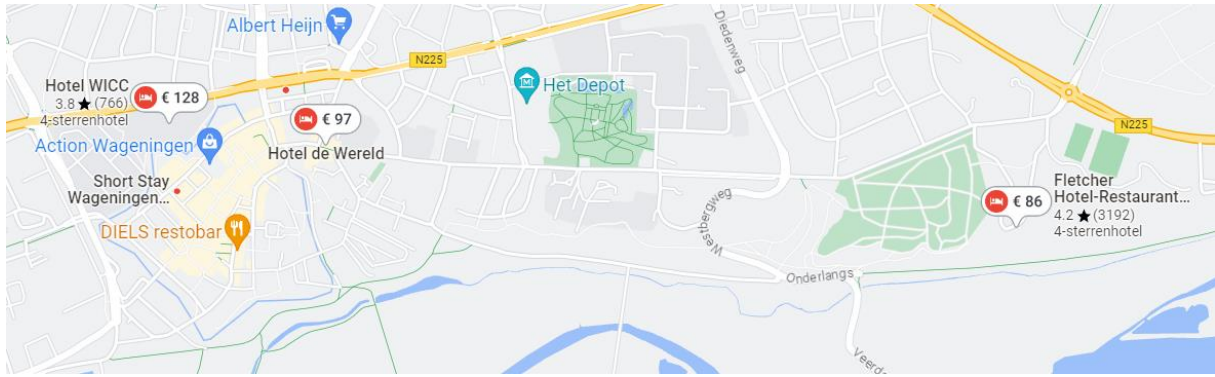 Albert Heijn
N225
Diedenweg
Hotel WICC
3.8 ★ (766)
4-sterrenhotel
€ 128
Het Depot
€ 97
Hotel de Wereld
Action Wageningen
N225
Short Stay
Wageningen...
DIELS restobar
Westbergweg
Fletcher
Hotel-Restaurant...
4.2 ★ (3192)
4-sterrenhotel
€ 86
Onderlangs